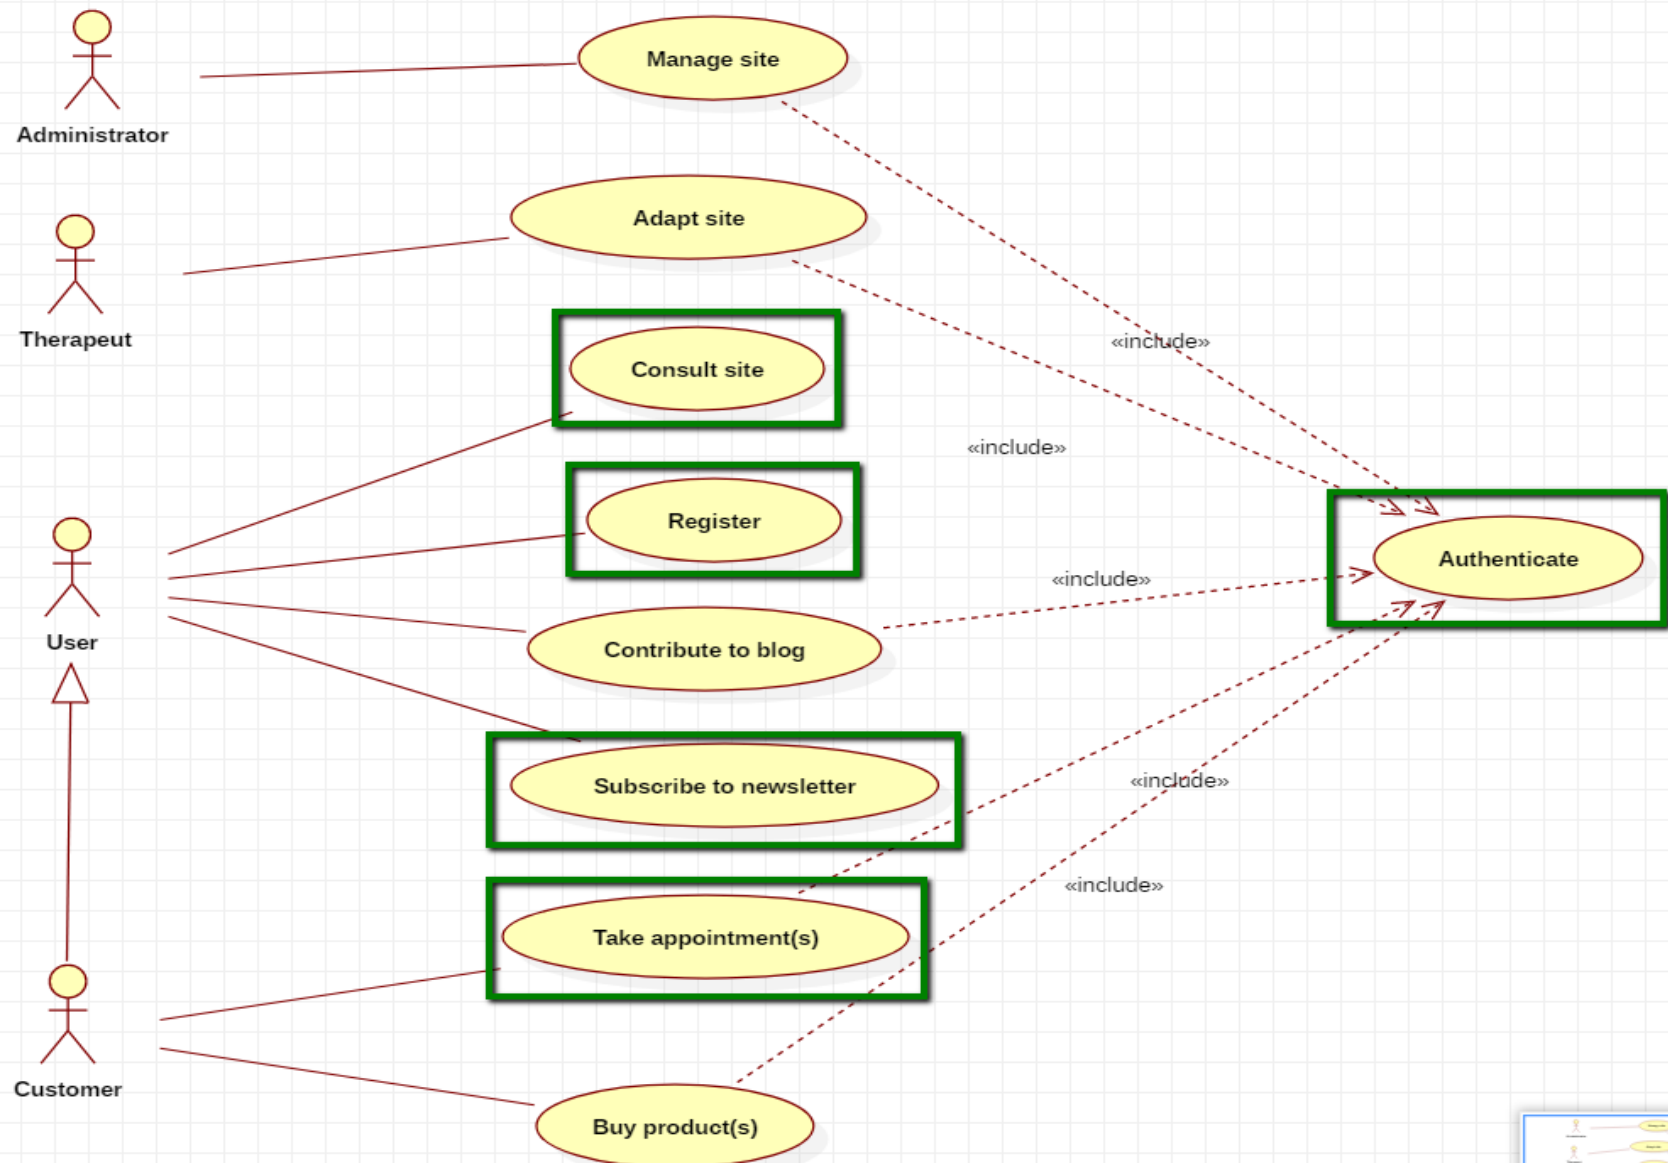 Manage site
Administrator
Adapt site
Therapeut
«include»
Consult site
«include»
Register
Authenticate
«include»
User
Contribute to blog
Subscribe to newsletter
«include»
«include»
Take appointment(s)
Customer
Buy product(s)